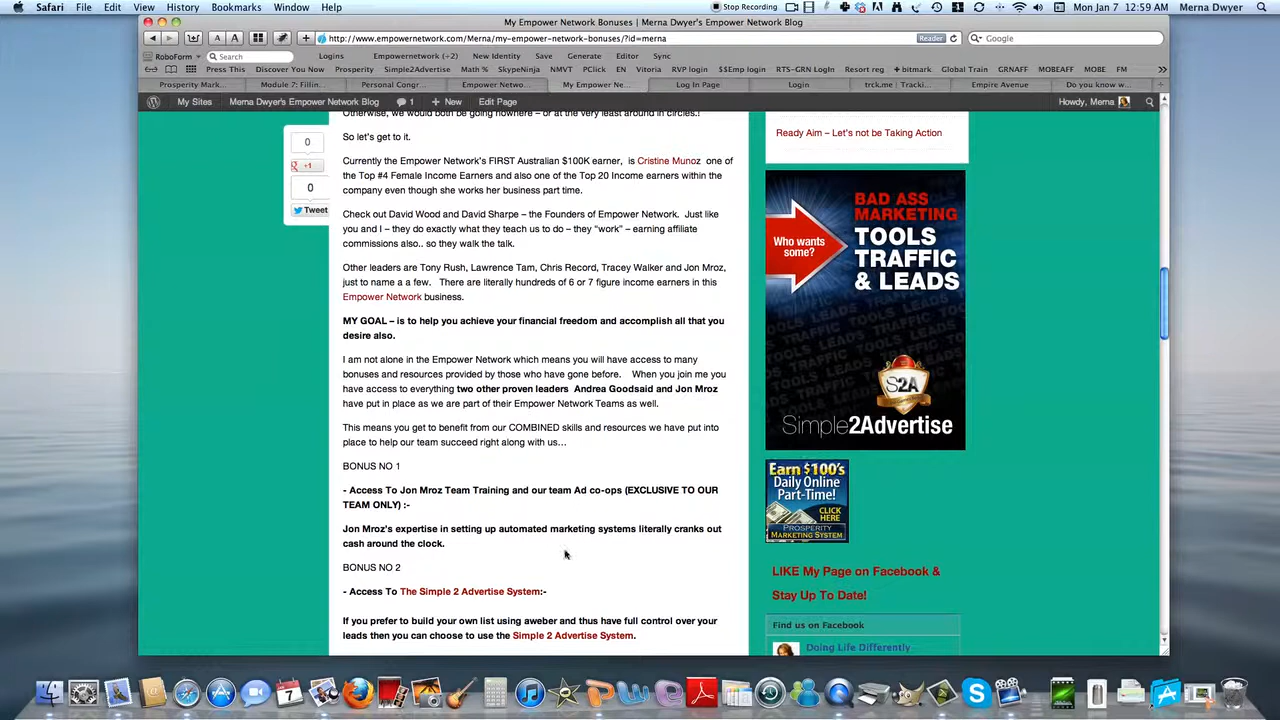 Safari File Edit View History Bookmarks Window Help Stop Recording Mon Jan 7 12:59 AM Merna Dwyer
My Empower Network Bonuses | Merna Dwyer's Empower Network Blog
A A + http://www.empowernetwork.com/Merna/my-empower-network-bonuses/?id=merna Reader Google
RoboForm Search Logins Empowernetwork (+2) New Identity Save Generate Edit Sync
Press This Discover You Now Prosperity Simple2Advertise Math % SkypeNinja NMVT PClick EN Vitoria RVP login $$Emp login RTS-GRN LogIn Resort reg + bitmark Global Train GRNAFF MOBEAFF MOBE FM
Prosperity Mark... Module 7: Fillin... Personal Congr... Empower Netwo... My Empower Ne... Log In Page Login trck.me : Tracki... Empire Avenue Do you know w...
My Sites Merna Dwyer's Empower Network Blog 1 + New Edit Page Howdy, Merna
Otherwise, we would both be going nowhere – or at the very least around in circles.!
So let's get to it.
Currently the Empower Network's FIRST Australian $100K earner, is Cristine Munoz one of
the Top #4 Female Income Earners and also one of the Top 20 Income earners within the
company even though she works her business part time.
Check out David Wood and David Sharpe – the Founders of Empower Network. Just like
you and I – they do exactly what they teach us to do – they "work" – earning affiliate
commissions also.. so they walk the talk.
Other leaders are Tony Rush, Lawrence Tam, Chris Record, Tracey Walker and Jon Mroz,
just to name a a few. There are literally hundreds of 6 or 7 figure income earners in this
Empower Network business.
MY GOAL – is to help you achieve your financial freedom and accomplish all that you
desire also.
I am not alone in the Empower Network which means you will have access to many
bonuses and resources provided by those who have gone before. When you join me you
have access to everything two other proven leaders Andrea Goodsaid and Jon Mroz
have put in place as we are part of their Empower Network Teams as well.
This means you get to benefit from our COMBINED skills and resources we have put into
place to help our team succeed right along with us…
BONUS NO 1
- Access To Jon Mroz Team Training and our team Ad co-ops (EXCLUSIVE TO OUR
TEAM ONLY) :-
Jon Mroz's expertise in setting up automated marketing systems literally cranks out
cash around the clock.
BONUS NO 2
- Access To The Simple 2 Advertise System:-
If you prefer to build your own list using aweber and thus have full control over your
leads then you can choose to use the Simple 2 Advertise System.
0
+1
0
Tweet
Ready Aim – Let's not be Taking Action
Who wants
some?
BAD ASS
MARKETING
TOOLS
TRAFFIC
& LEADS
S2A
Simple2Advertise
Earn $100's
Daily Online
Part-Time!
CLICK
HERE
PROSPERITY
MARKETING SYSTEM
LIKE My Page on Facebook &
Stay Up To Date!
Find us on Facebook
Doing Life Differently